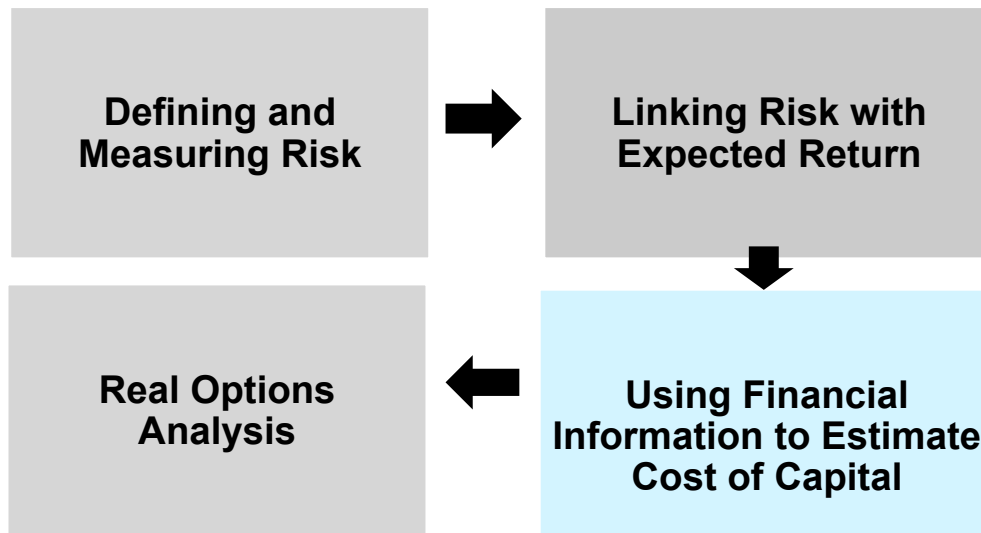 Defining and
Measuring Risk
Linking Risk with
Expected Return
Using Financial
Information to Estimate
Cost of Capital
Real Options
Analysis